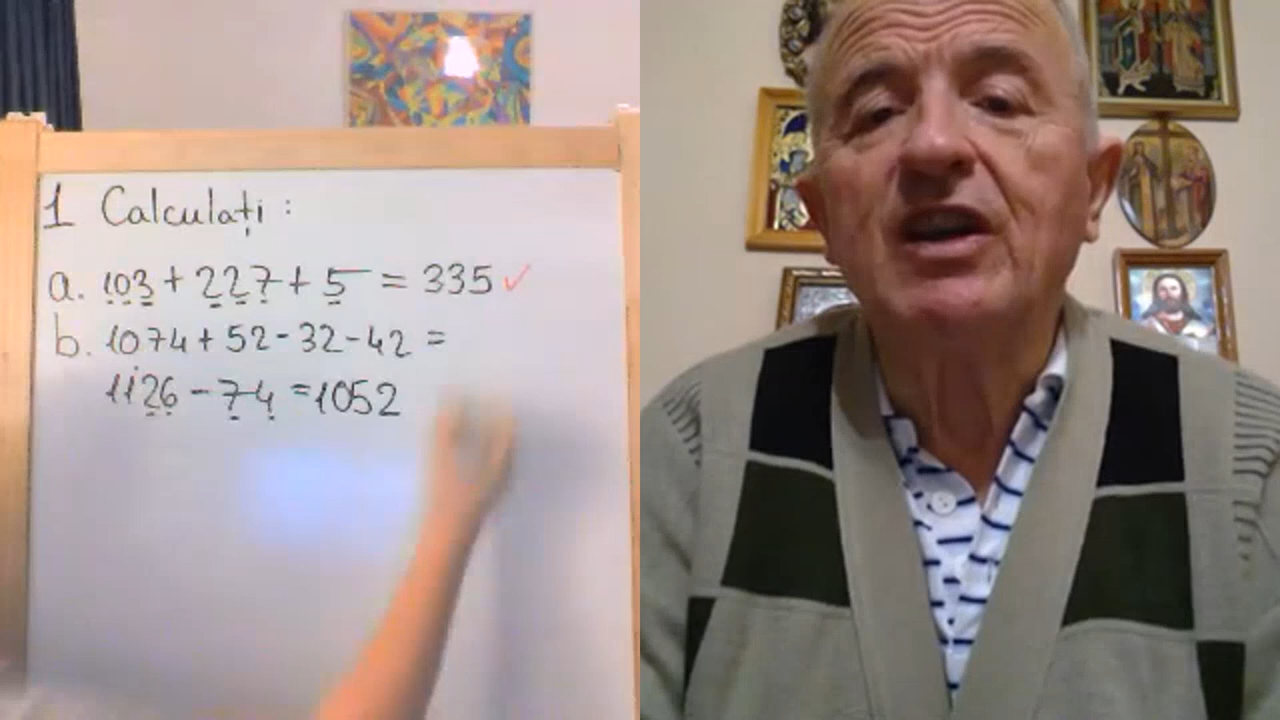 1 Calculați :
a. 103 + 227 + 5 = 335 ✓
b. 1074 + 52 - 32 - 42 =
1126 - 74 = 1052